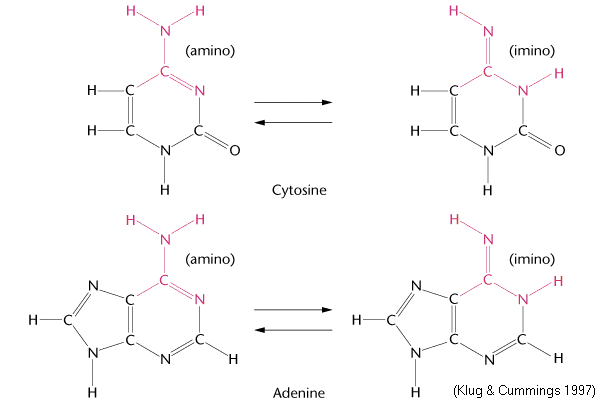 H H H
N N
(amino) (imino)
C C H
H C N H C N
H C C H C C
N O N O
H H
Cytosine
H H H
N N
(amino) (imino)
C C H
N C N N C N
H C H C
C C C C
N N H N N H
H H
Adenine (Klug & Cummings 1997)